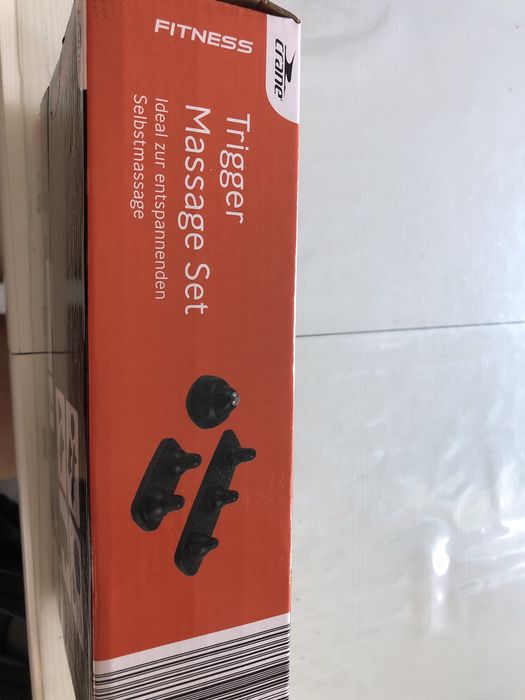 FITNESS
crane
Trigger
Massage Set
Ideal zur entspannenden
Selbstmassage